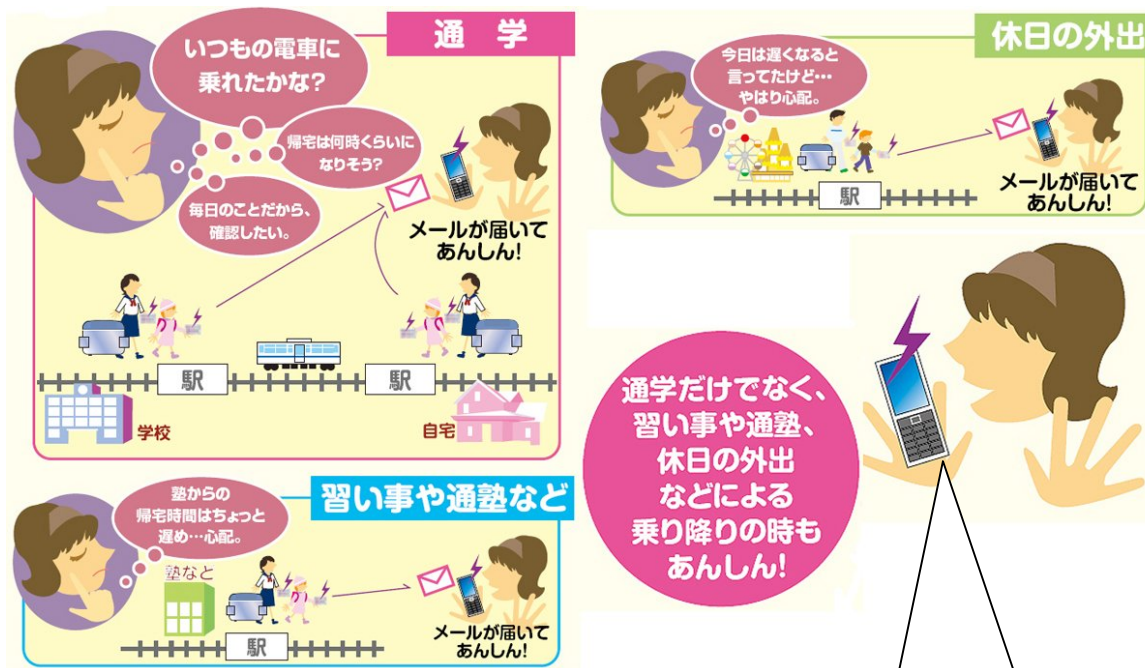 通 学
いつもの電車に
乗れたかな?
帰宅は何時くらいに
なりそう?
毎日のことだから、
確認したい。
メールが届いて
あんしん!
駅
駅
学校
自宅
休日の外出
今日は遅くなると
言ってたけど…
やはり心配。
駅
メールが届いて
あんしん!
習い事や通塾など
塾からの
帰宅時間はちょっと
遅め…心配。
塾など
駅
メールが届いて
あんしん!
通学だけでなく、
習い事や通塾、
休日の外出
などによる
乗り降りの時も
あんしん!